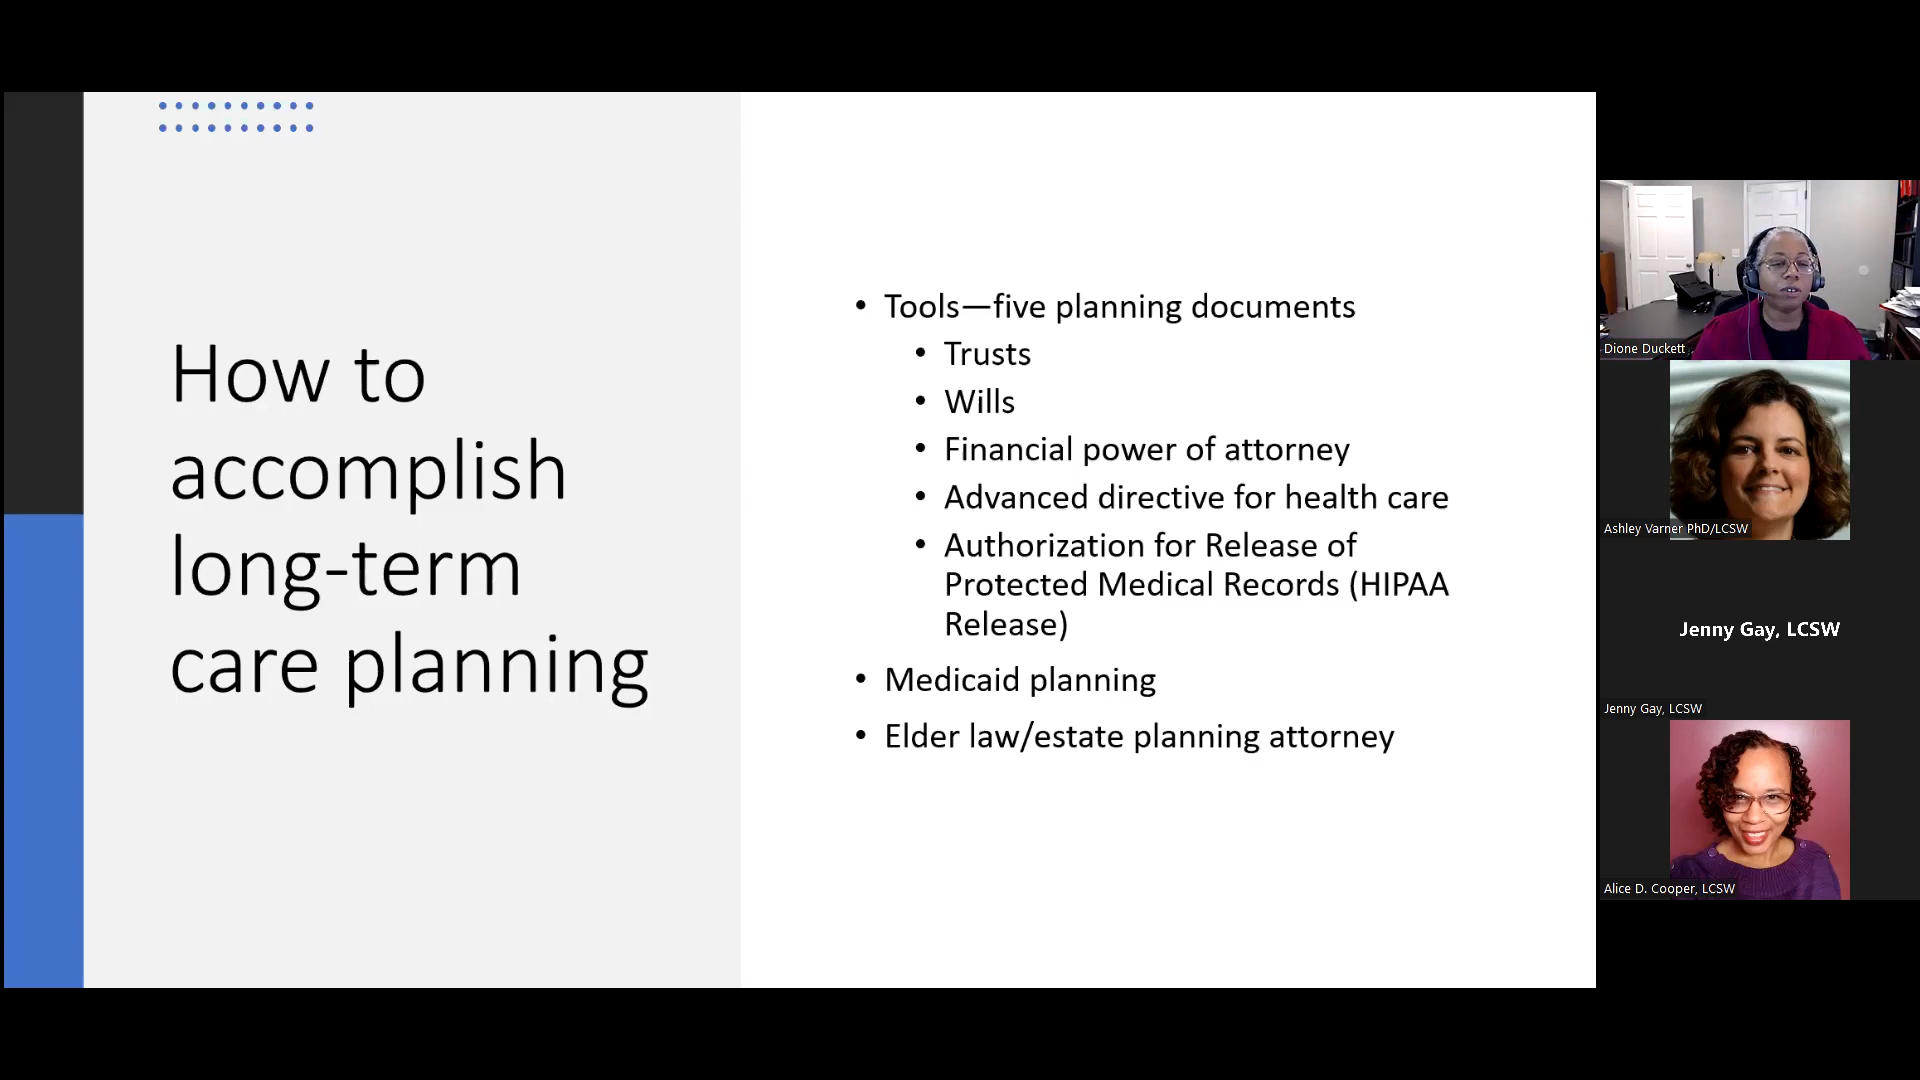 How to
accomplish
long-term
care planning
• Tools—five planning documents
• Trusts
• Wills
• Financial power of attorney
• Advanced directive for health care
• Authorization for Release of
Protected Medical Records (HIPAA
Release)
• Medicaid planning
• Elder law/estate planning attorney
Dione Duckett
Ashley Varner PhD/LCSW
Jenny Gay, LCSW
Jenny Gay, LCSW
Alice D. Cooper, LCSW